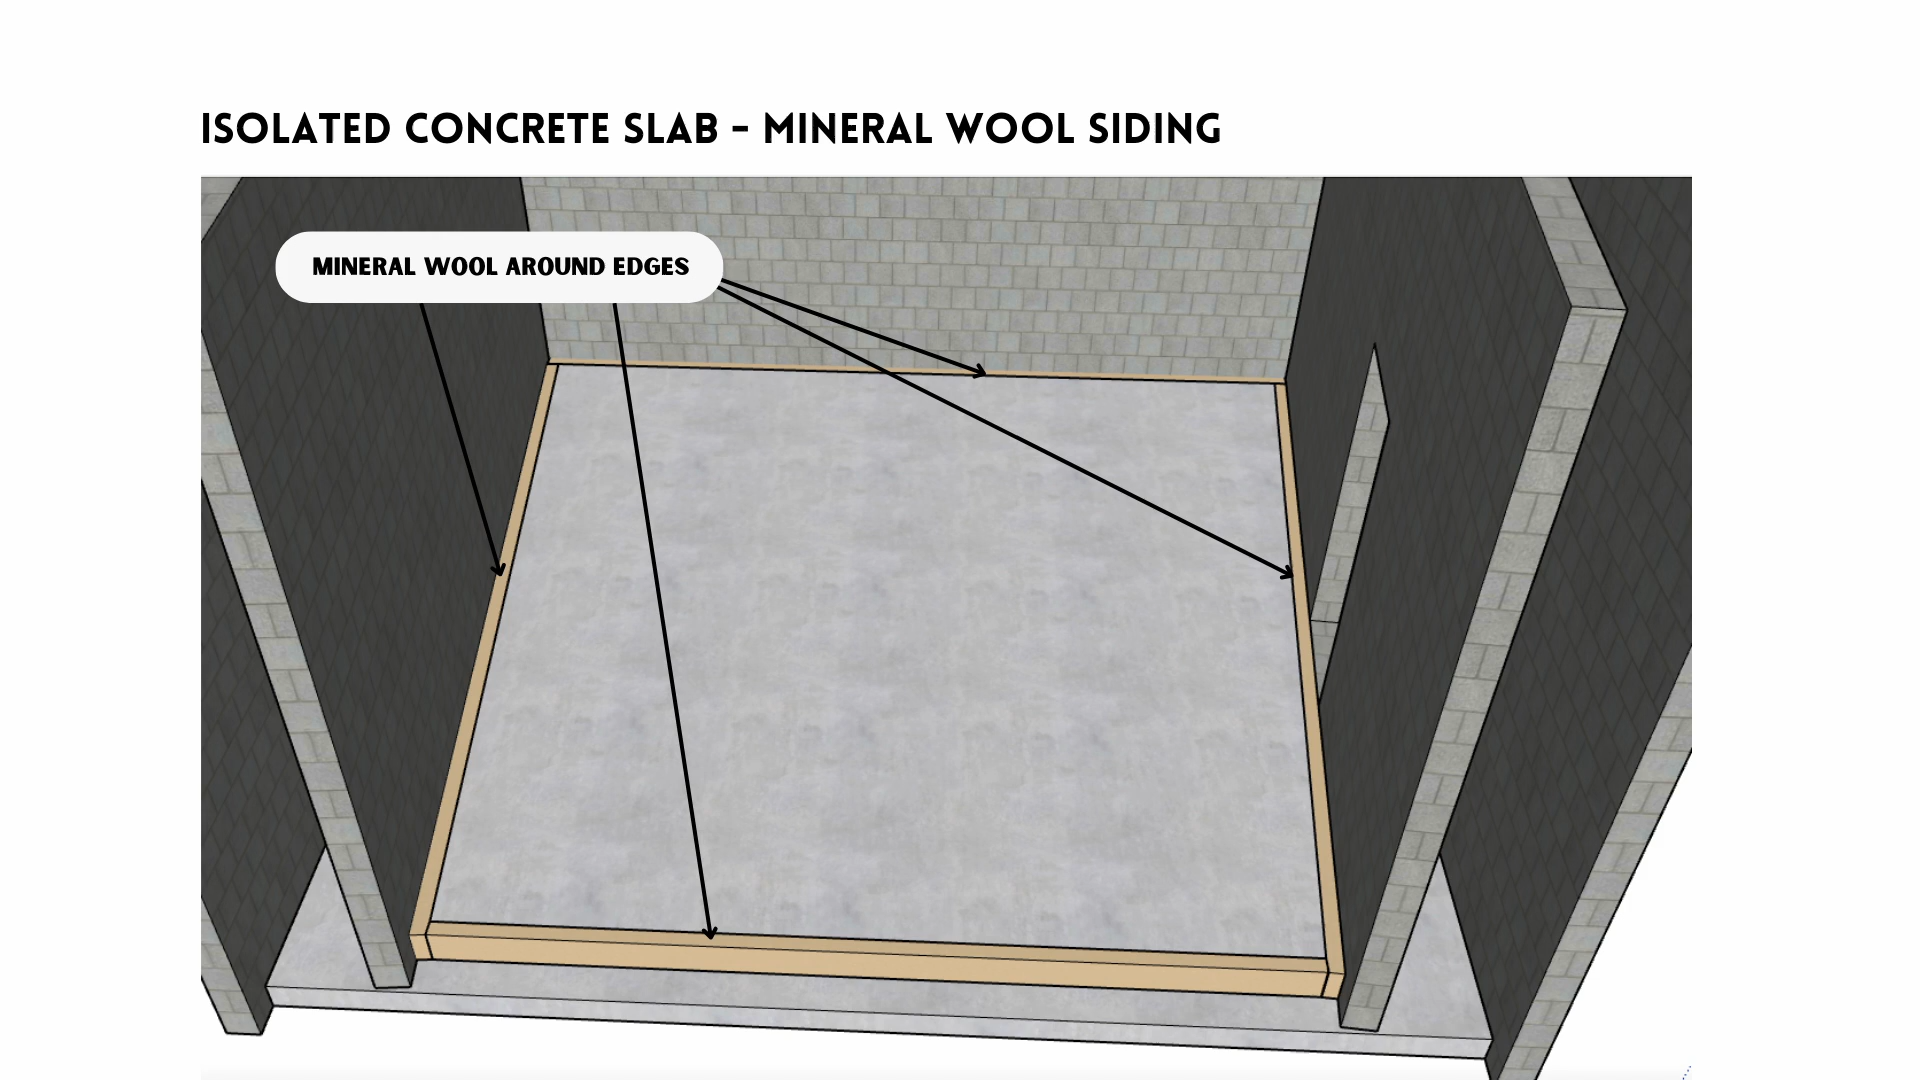 ISOLATED CONCRETE SLAB - MINERAL WOOL SIDING
MINERAL WOOL AROUND EDGES